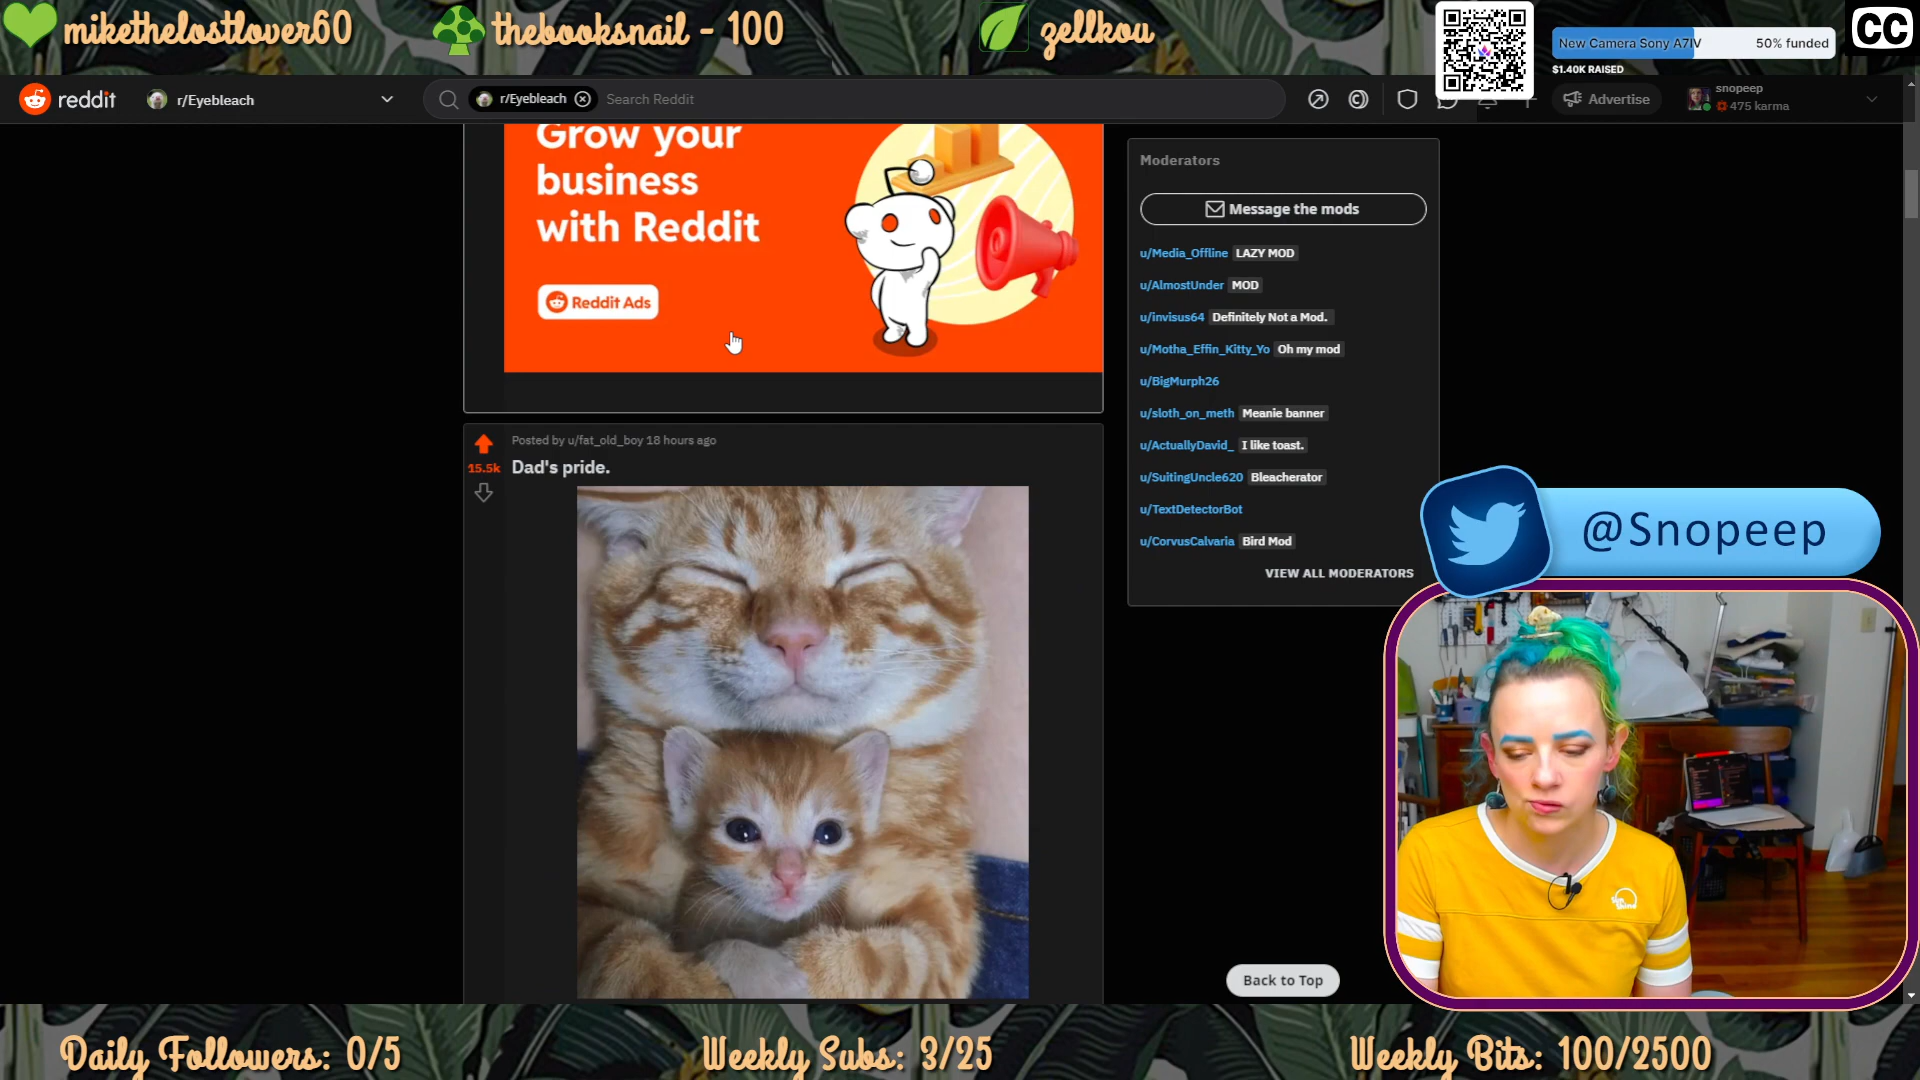 mikethelostlover60
thebooksnail - 100
zellkou
New Camera Sony A7IV 50% funded
$1.40K RAISED
CC
reddit
r/Eyebleach
r/Eyebleach
Search Reddit
Advertise
snopeep
475 karma
Grow your
business
with Reddit
Reddit Ads
Moderators
Message the mods
u/Media_Offline LAZY MOD
u/AlmostUnder MOD
u/invisus64 Definitely Not a Mod.
u/Motha_Effin_Kitty_Yo Oh my mod
u/BigMurph26
u/sloth_on_meth Meanie banner
u/ActuallyDavid_ I like toast.
u/SuitingUncle620 Bleacherator
u/TextDetectorBot
u/CorvusCalvaria Bird Mod
VIEW ALL MODERATORS
Posted by u/fat_old_boy 18 hours ago
15.5k
Dad's pride.
@Snopeep
Back to Top
Daily Followers: 0/5
Weekly Subs: 3/25
Weekly Bits: 100/2500